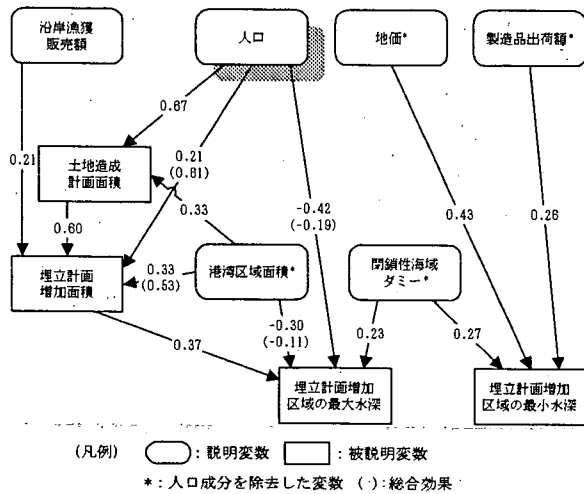 沿岸漁獲
販売額
人口
地価*
製造品出荷額*
0.67
0.21
土地造成
計画面積
0.21
(0.61)
0.33
-0.42
(-0.19)
0.43
0.26
0.60
埋立計画
増加面積
0.33
(0.53)
港湾区域面積*
閉鎖性海域
ダミー*
0.37
-0.30
(-0.11)
0.23
0.27
埋立計画増加
区域の最大水深
埋立計画増加
区域の最小水深
(凡例) :説明変数 :被説明変数
*:人口成分を除去した変数 (·):総合効果